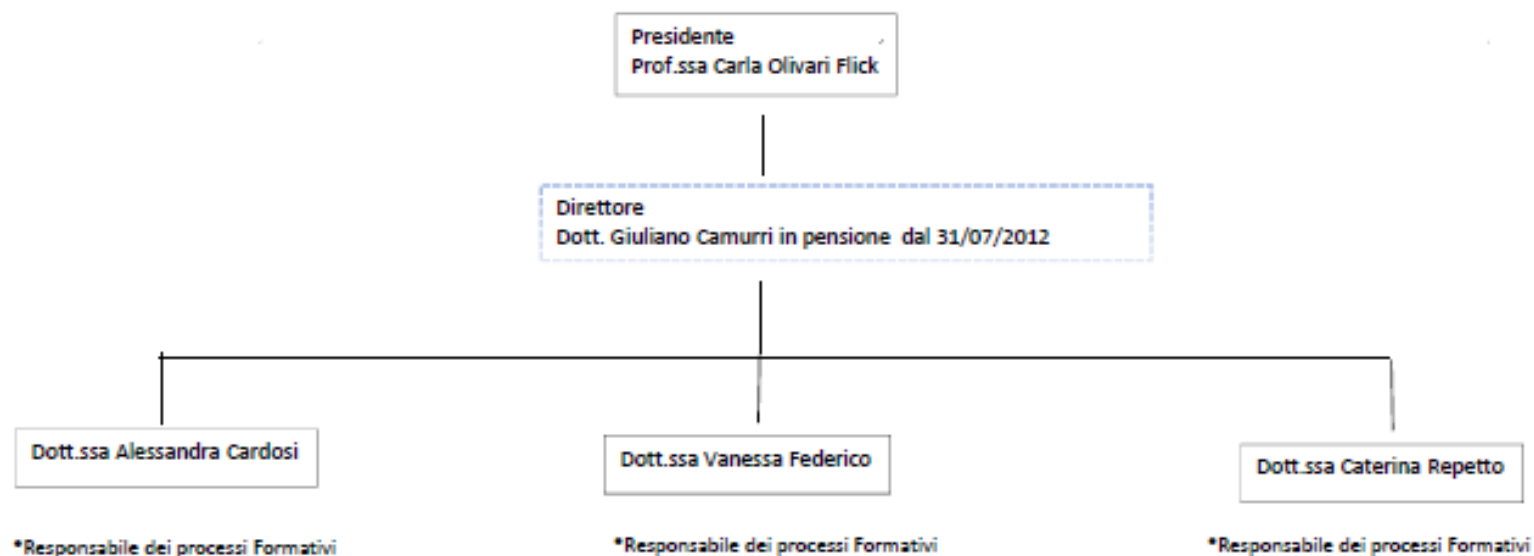 Presidente
Prof.ssa Carla Olivari Flick
Direttore
Dott. Giuliano Camurri in pensione dal 31/07/2012
Dott.ssa Alessandra Cardosi
Dott.ssa Vanessa Federico
Dott.ssa Caterina Repetto
*Responsabile dei processi Formativi
*Responsabile dei processi Formativi
*Responsabile dei processi Formativi